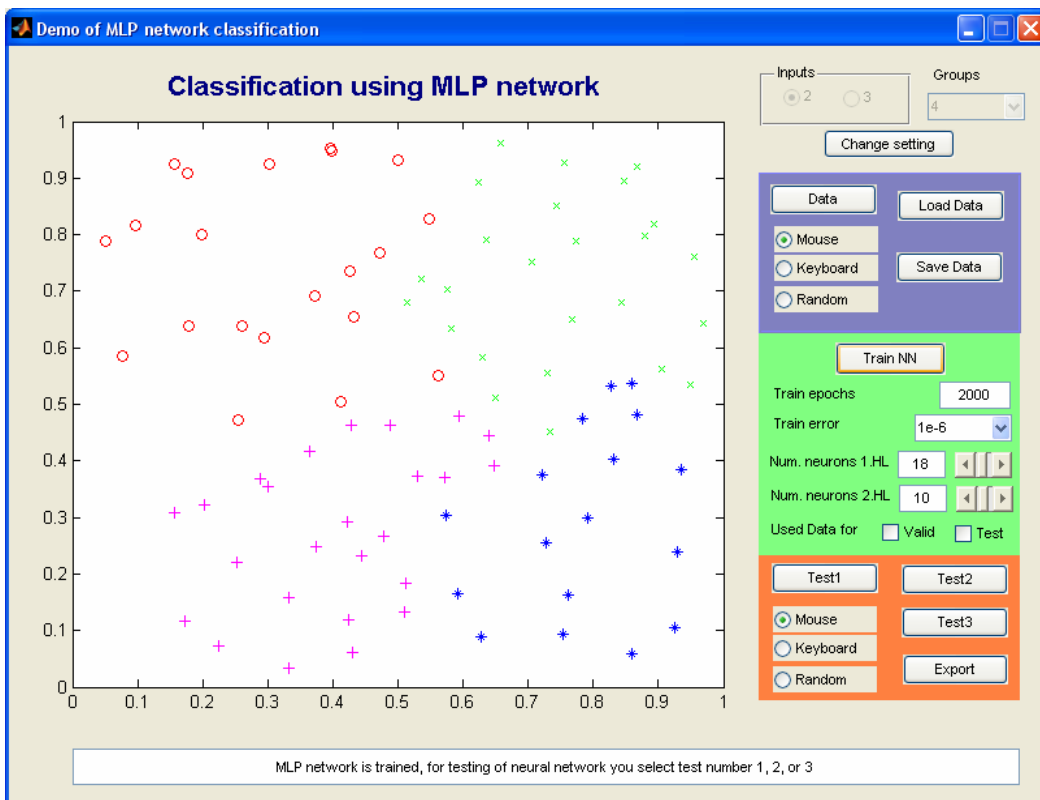 Demo of MLP network classification
Classification using MLP network
Inputs
2 3
Groups
4
Change setting
Data
Load Data
Mouse
Keyboard
Save Data
Random
Train NN
Train epochs 2000
Train error 1e-6
Num. neurons 1.HL 18
Num. neurons 2.HL 10
Used Data for Valid Test
Test1 Test2
Mouse
Test3
Keyboard
Export
Random
1
0.9
0.8
0.7
0.6
0.5
0.4
0.3
0.2
0.1
0
0 0.1 0.2 0.3 0.4 0.5 0.6 0.7 0.8 0.9 1
MLP network is trained, for testing of neural network you select test number 1, 2, or 3